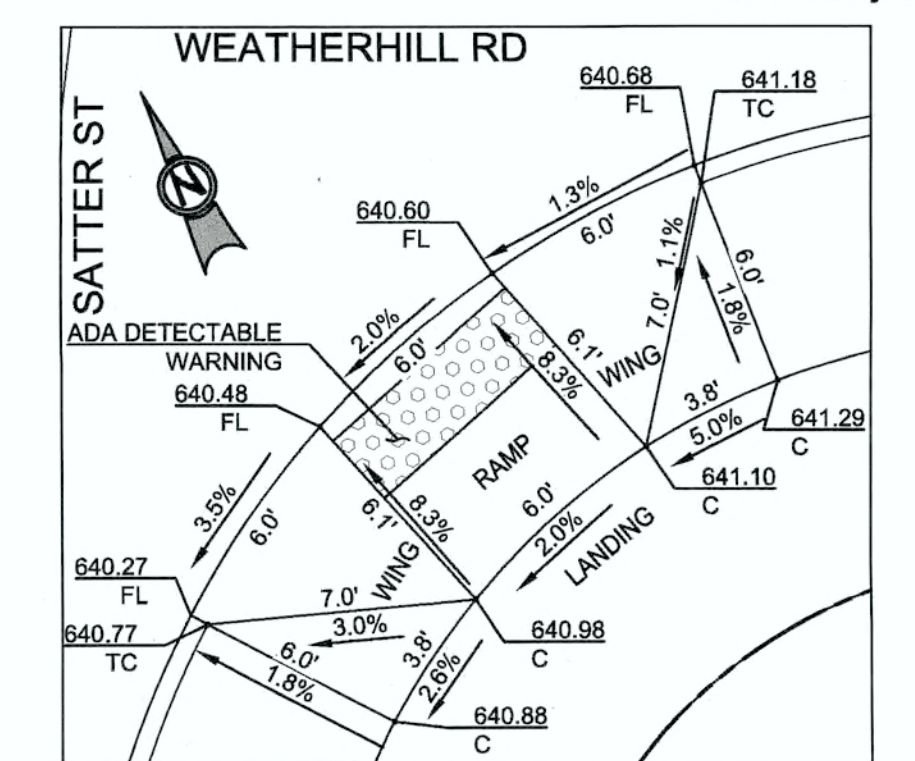 WEATHERHILL RD
SATTER ST
N
640.68
FL
641.18
TC
1.3%
6.0'
640.60
FL
1.1%
7.0'
6.0'
1.8%
2.0%
6.0'
ADA DETECTABLE
WARNING
6.1'
8.3%
WING
640.48
FL
3.8'
5.0%
641.29
C
641.10
C
RAMP
6.0'
2.0%
LANDING
3.5%
6.0'
6.1'
8.3%
WING
640.27
FL
640.77
TC
7.0'
3.0%
640.98
C
6.0'
1.8%
3.8'
2.6%
640.88
C